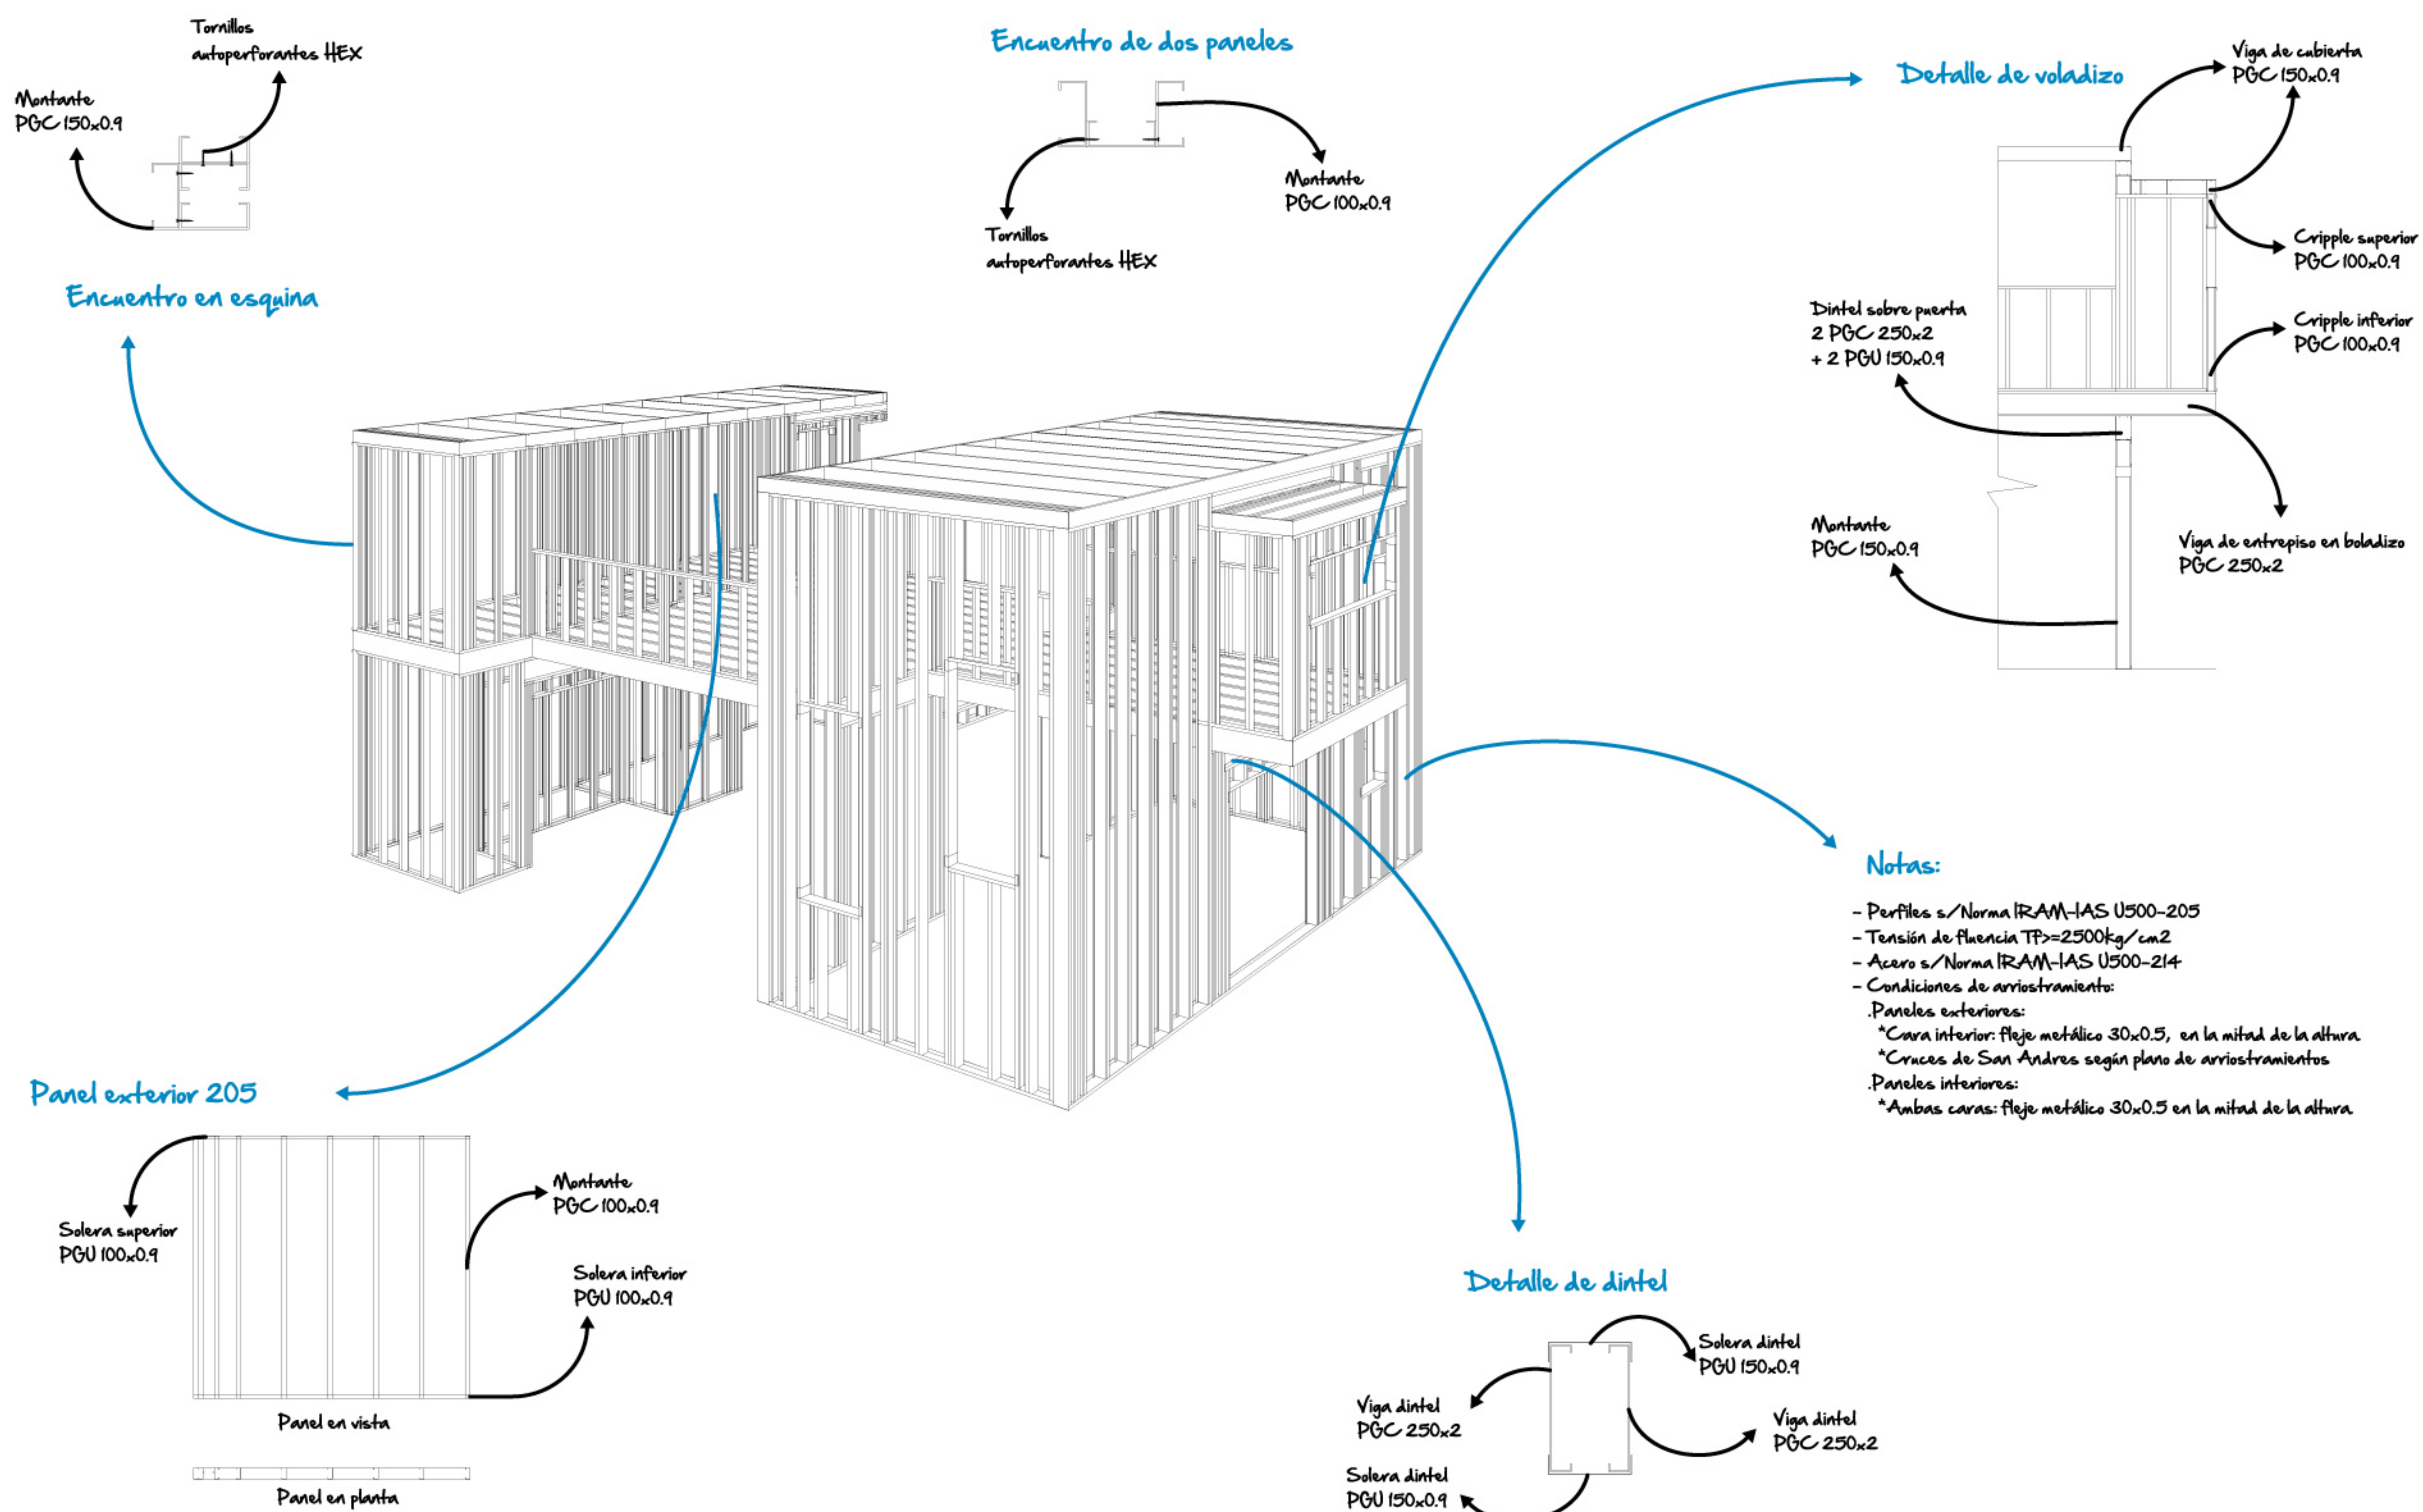 Tornillos
autoperforantes HEX
Montante
PGC 150x0.9
Encuentro en esquina
Encuentro de dos paneles
Montante
PGC 100x0.9
Tornillos
autoperforantes HEX
Detalle de voladizo
Viga de cubierta
PGC 150x0.9
Cripple superior
PGC 100x0.9
Dintel sobre puerta
2 PGC 250x2
+ 2 PGU 150x0.9
Cripple inferior
PGC 100x0.9
Montante
PGC 150x0.9
Viga de entrepiso en boladizo
PGC 250x2
Notas:
- Perfiles s/Norma IRAM-IAS U500-205
- Tensión de fluencia Tf>=2500kg/cm2
- Acero s/Norma IRAM-IAS U500-214
- Condiciones de arriostramiento:
.Paneles exteriores:
*Cara interior: fleje metálico 30x0.5, en la mitad de la altura
*Cruces de San Andres según plano de arriostramientos
.Paneles interiores:
*Ambas caras: fleje metálico 30x0.5 en la mitad de la altura
Panel exterior 205
Solera superior
PGU 100x0.9
Montante
PGC 100x0.9
Solera inferior
PGU 100x0.9
Panel en vista
Panel en planta
Detalle de dintel
Solera dintel
PGU 150x0.9
Viga dintel
PGC 250x2
Viga dintel
PGC 250x2
Solera dintel
PGU 150x0.9